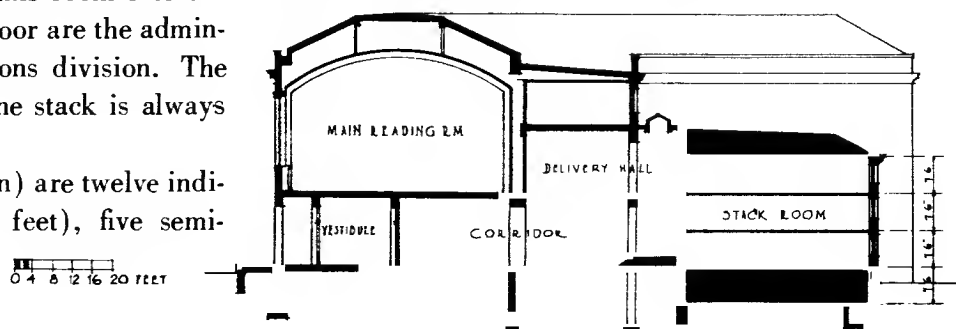 oor are the admin-
ons division. The
ne stack is always
n) are twelve indi-
feet), five semi-
0 4 8 12 16 20 FEET
MAIN READING RM
DELIVERY HALL
VESTIBULE
CORRIDOR
STACK ROOM
7'6"
7'6"
7'6"
7'6"